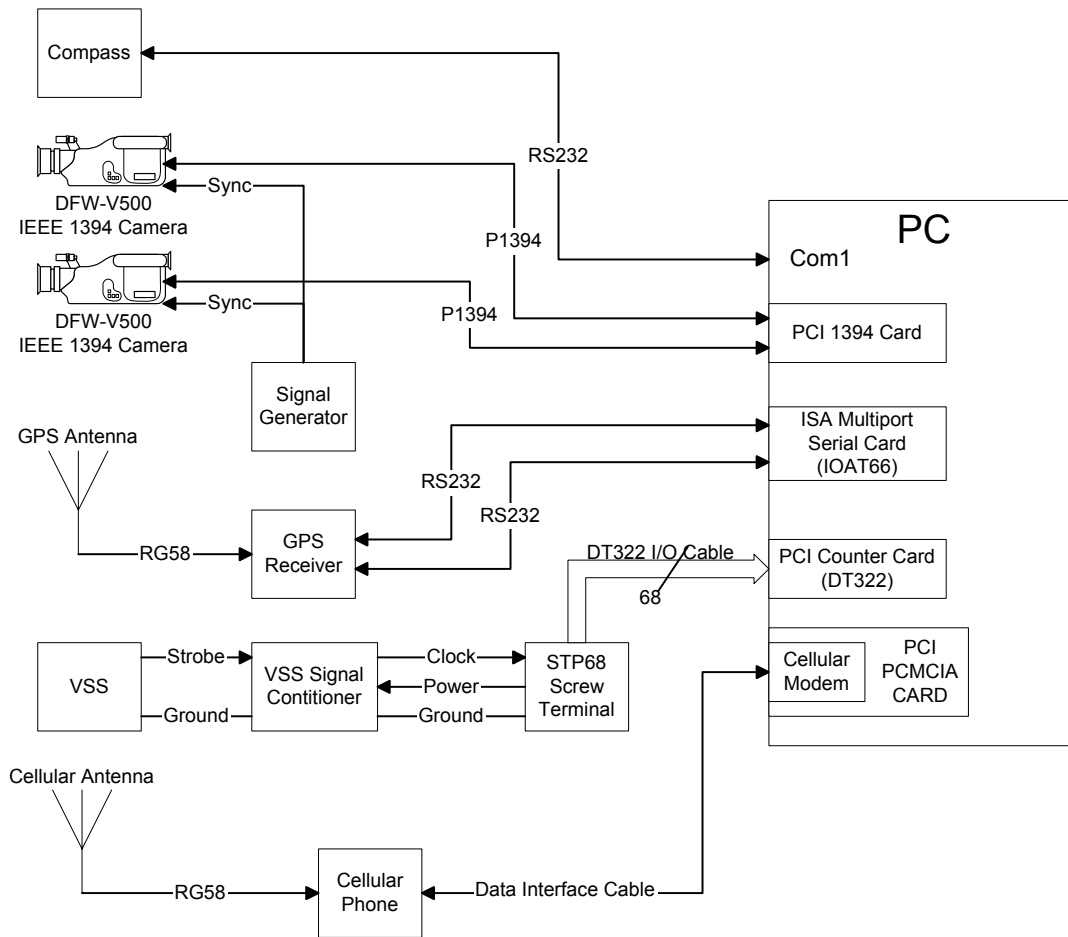 Compass
RS232
Sync
DFW-V500
IEEE 1394 Camera
P1394
PC
Com1
Sync
DFW-V500
IEEE 1394 Camera
P1394
PCI 1394 Card
Signal
Generator
GPS Antenna
ISA Multiport
Serial Card
(IOAT66)
RS232
RS232
RG58
GPS
Receiver
DT322 I/O Cable
68
PCI Counter Card
(DT322)
VSS
Strobe
Ground
VSS Signal
Contitioner
Clock
Power
Ground
STP68
Screw
Terminal
Cellular
Modem
PCI
PCMCIA
CARD
Cellular Antenna
RG58
Cellular
Phone
Data Interface Cable